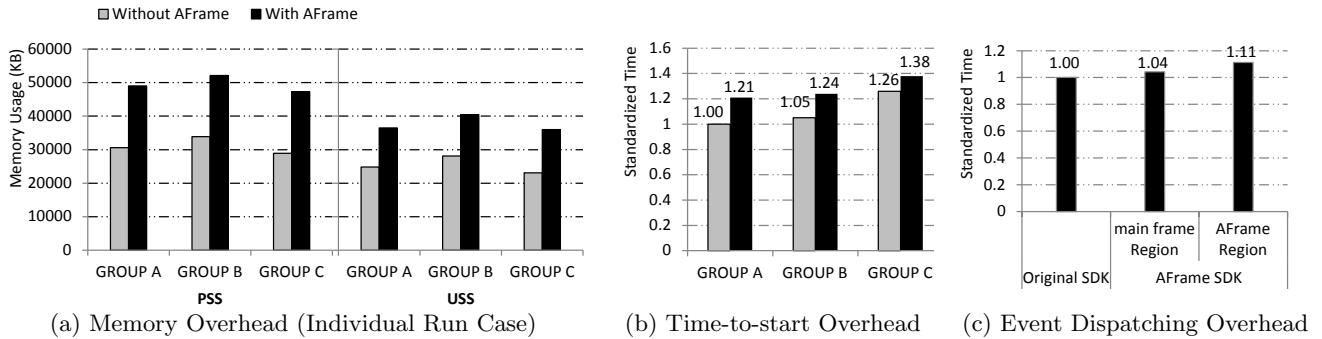 Without AFrame With AFrame
Memory Usage (KB)
60000
50000
40000
30000
20000
10000
0
GROUP A GROUP B GROUP C GROUP A GROUP B GROUP C
PSS USS
(a) Memory Overhead (Individual Run Case)
Standardized Time
1.6
1.4
1.2
1
0.8
0.6
0.4
0.2
0
1.00 1.21 1.05 1.24 1.26 1.38
GROUP A GROUP B GROUP C
(b) Time-to-start Overhead
Standardized Time
1.2
1
0.8
0.6
0.4
0.2
0
1.00 1.04 1.11
main frame Region
AFrame Region
Original SDK AFrame SDK
(c) Event Dispatching Overhead